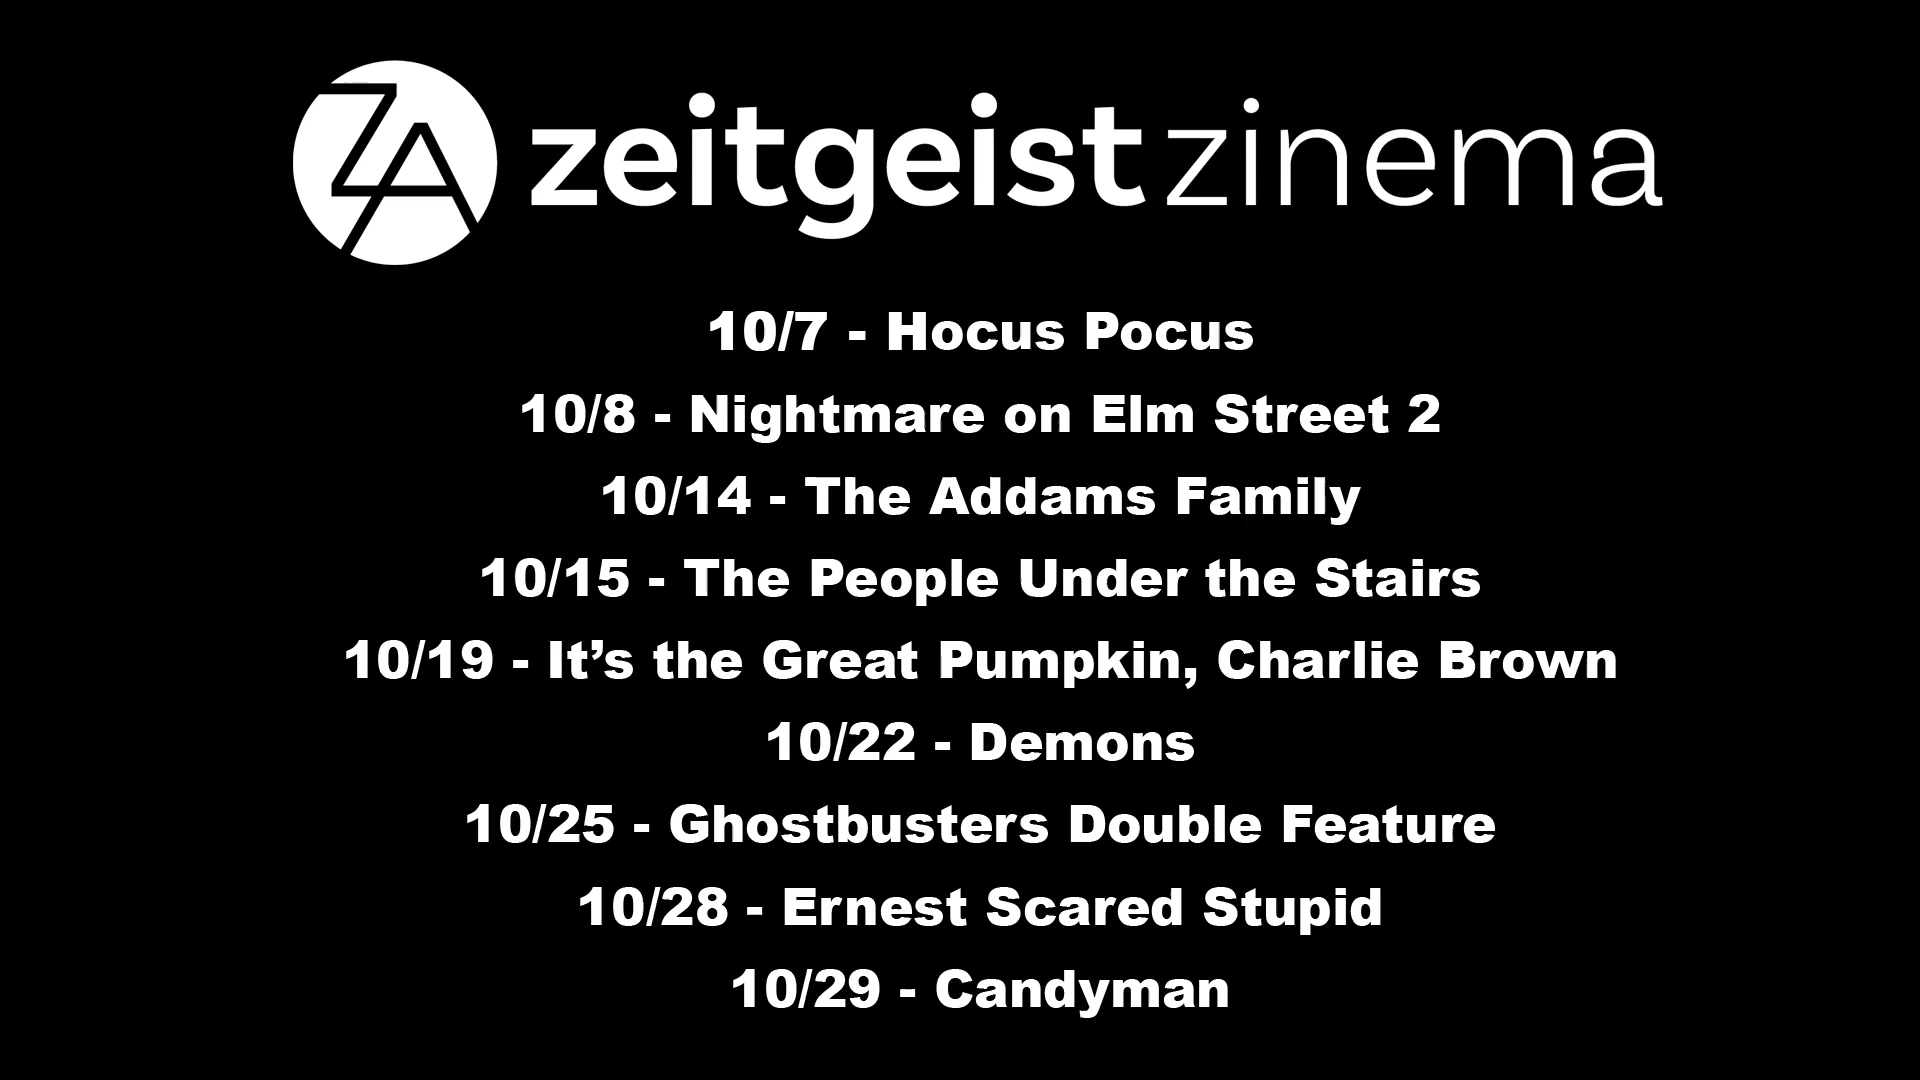 ZA zeitgeist zinema
10/7 - Hocus Pocus
10/8 - Nightmare on Elm Street 2
10/14 - The Addams Family
10/15 - The People Under the Stairs
10/19 - It’s the Great Pumpkin, Charlie Brown
10/22 - Demons
10/25 - Ghostbusters Double Feature
10/28 - Ernest Scared Stupid
10/29 - Candyman